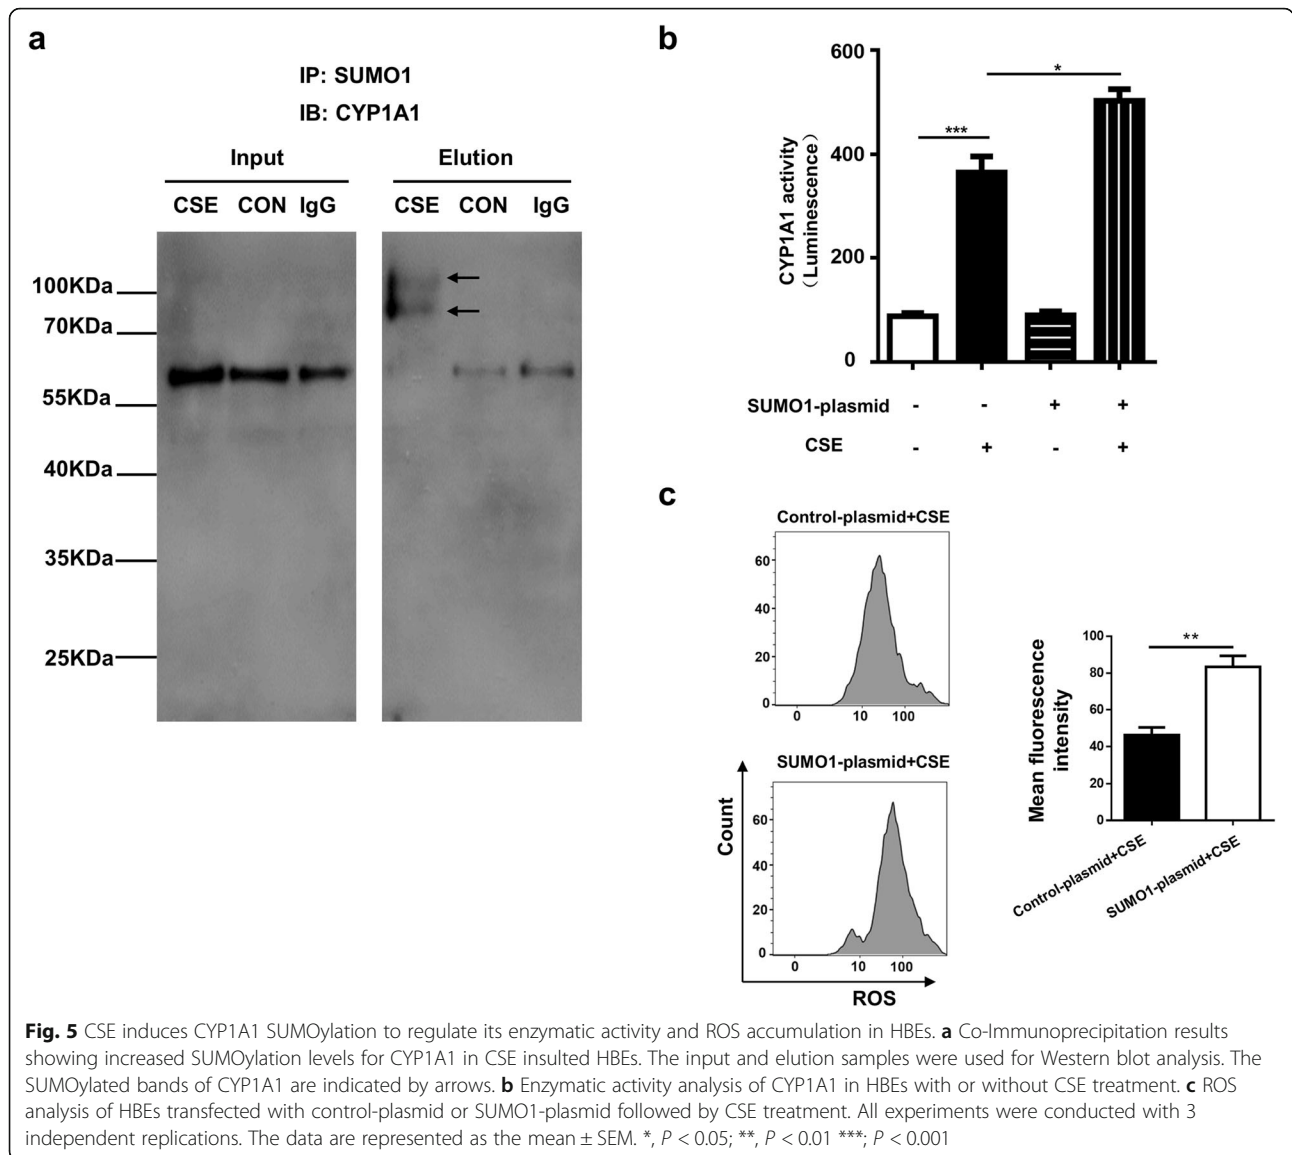 a
IP: SUMO1
IB: CYP1A1
Input
Elution
CSE CON IgG
CSE CON IgG
100KDa
70KDa
55KDa
40KDa
35KDa
25KDa
b
CYP1A1 activity
(Luminescence)
600
400
200
0
***
*
SUMO1-plasmid - - + +
CSE - + - +
c
Control-plasmid+CSE
60
40
20
0
0 10 100
SUMO1-plasmid+CSE
60
40
20
0
0 10 100
Count
ROS
Mean fluorescence
intensity
100
80
60
40
20
0
**
Control-plasmid+CSE
SUMO1-plasmid+CSE
Fig. 5 CSE induces CYP1A1 SUMOylation to regulate its enzymatic activity and ROS accumulation in HBEs. a Co-Immunoprecipitation results
showing increased SUMOylation levels for CYP1A1 in CSE insulted HBEs. The input and elution samples were used for Western blot analysis. The
SUMOylated bands of CYP1A1 are indicated by arrows. b Enzymatic activity analysis of CYP1A1 in HBEs with or without CSE treatment. c ROS
analysis of HBEs transfected with control-plasmid or SUMO1-plasmid followed by CSE treatment. All experiments were conducted with 3
independent replications. The data are represented as the mean ± SEM. *, P < 0.05; **, P < 0.01 ***; P < 0.001